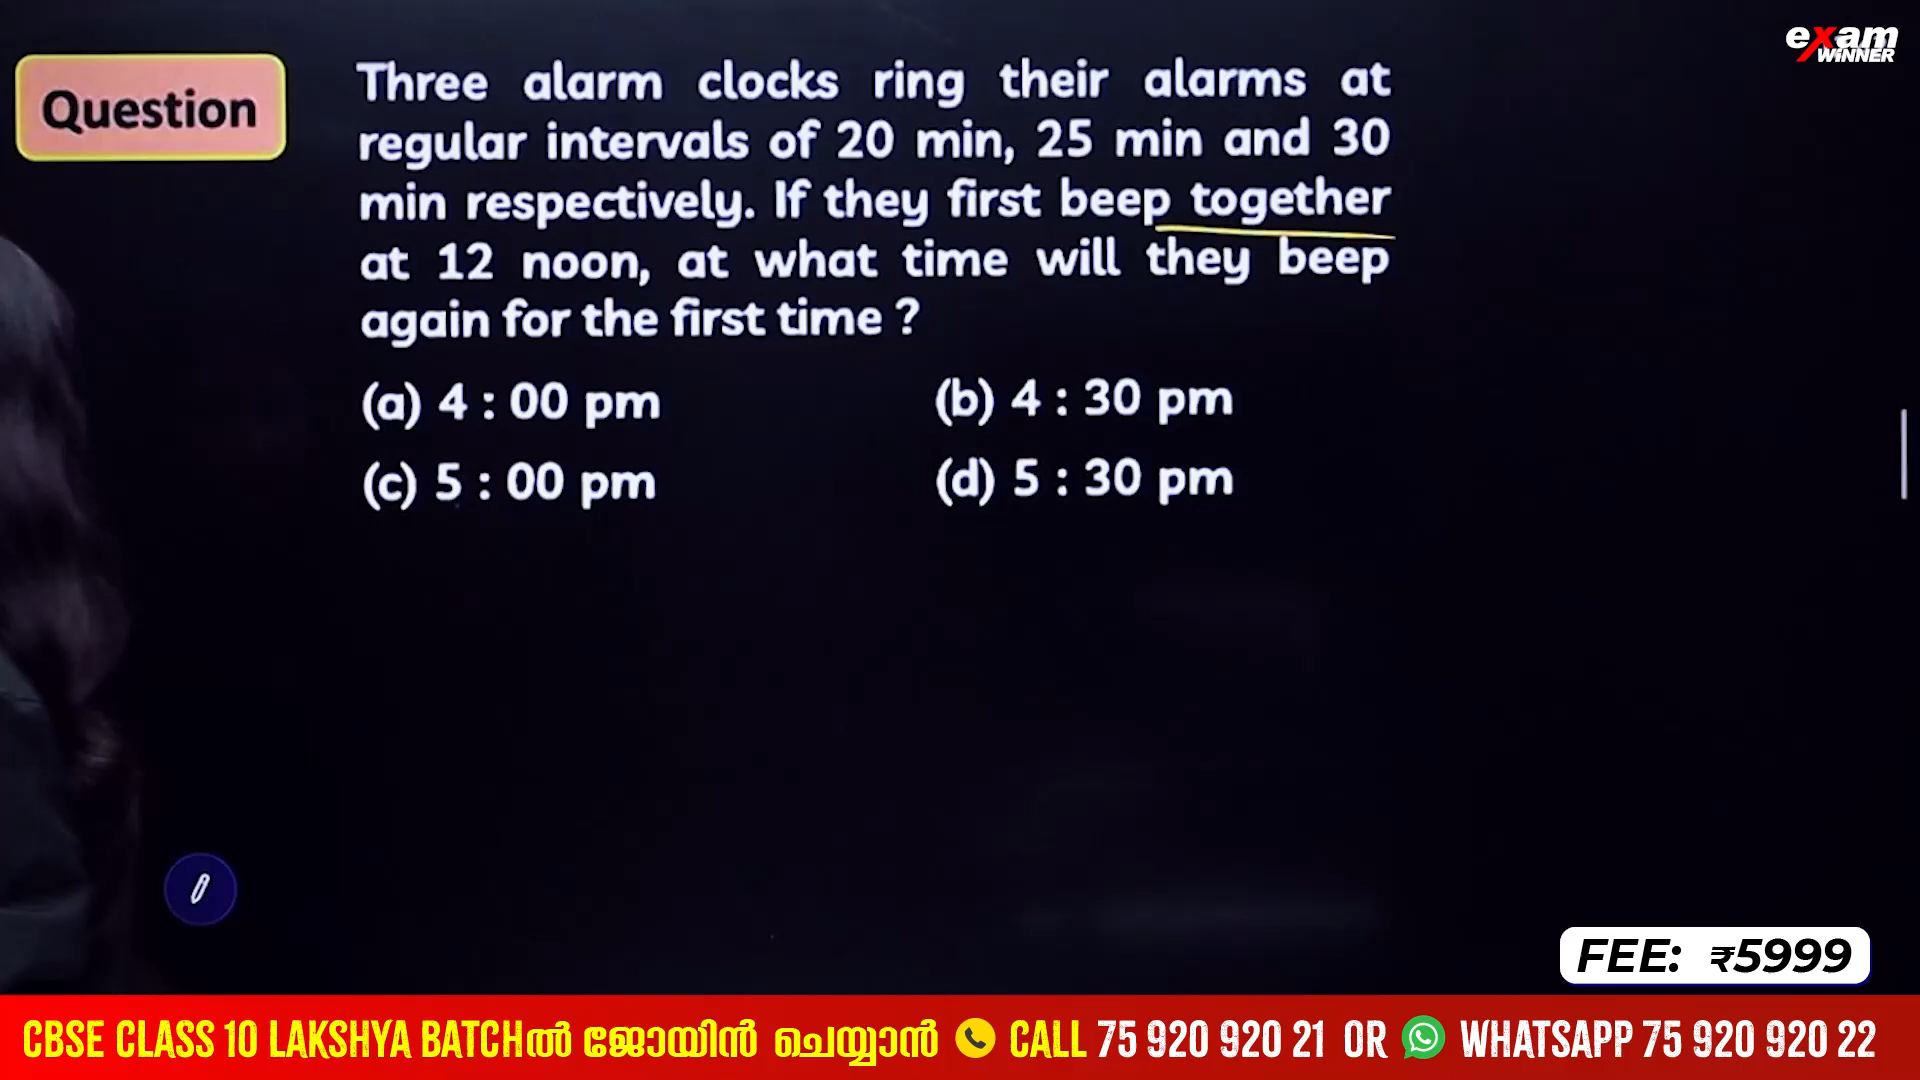 exam
WINNER
Question
Three alarm clocks ring their alarms at
regular intervals of 20 min, 25 min and 30
min respectively. If they first beep together
at 12 noon, at what time will they beep
again for the first time ?
(a) 4 : 00 pm
(b) 4 : 30 pm
(c) 5 : 00 pm
(d) 5 : 30 pm
FEE: ₹5999
CBSE CLASS 10 LAKSHYA BATCHൽ ജോയിൻ ചെയ്യാൻ CALL 75 920 920 21 OR WHATSAPP 75 920 920 22